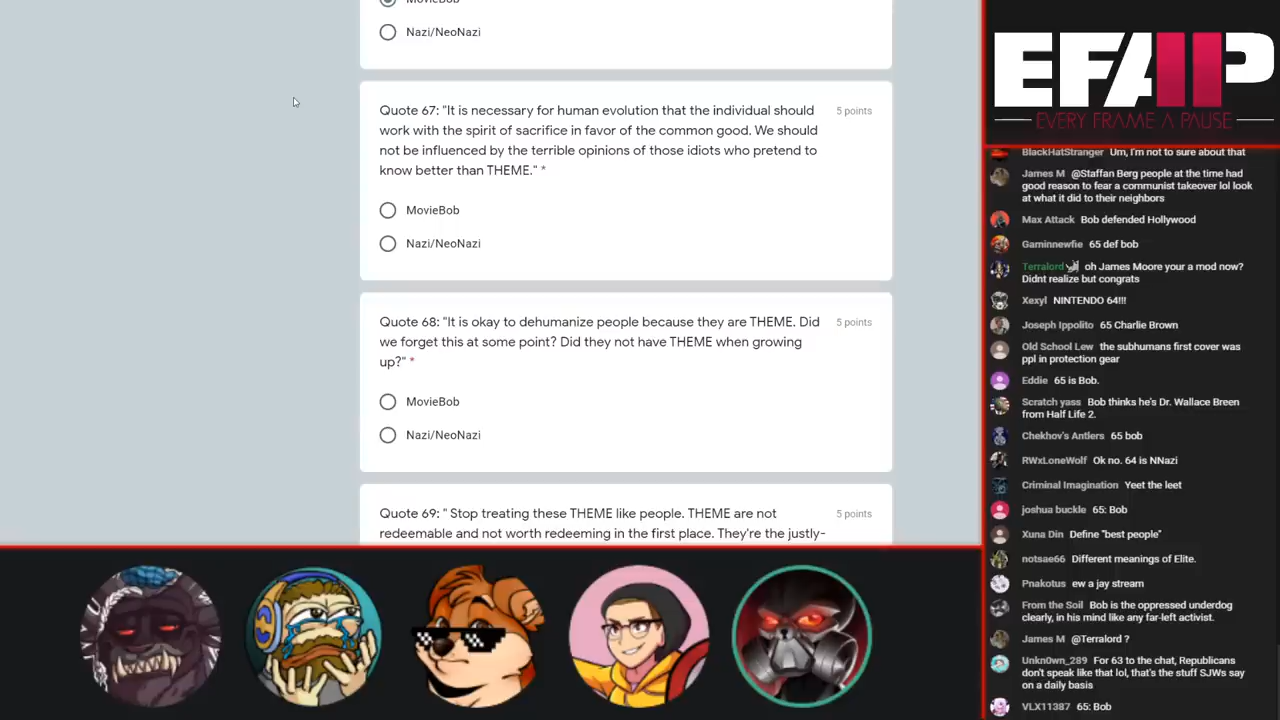 MovieBob
Nazi/NeoNazi
Quote 67: "It is necessary for human evolution that the individual should
5 points
work with the spirit of sacrifice in favor of the common good. We should
not be influenced by the terrible opinions of those idiots who pretend to
know better than THEME." *
MovieBob
Nazi/NeoNazi
Quote 68: "It is okay to dehumanize people because they are THEME. Did
5 points
we forget this at some point? Did they not have THEME when growing
up?" *
MovieBob
Nazi/NeoNazi
Quote 69: " Stop treating these THEME like people. THEME are not
5 points
redeemable and not worth redeeming in the first place. They're the justly-
EFAP
EVERY FRAME A PAUSE
BlackHatStranger Um, I'm not to sure about that
James M @Staffan Berg people at the time had
good reason to fear a communist takeover lol look
at what it did to their neighbors
Max Attack Bob defended Hollywood
Gaminnewfie 65 def bob
Terralord oh James Moore your a mod now?
Didnt realize but congrats
Xexyl NINTENDO 64!!!
Joseph Ippolito 65 Charlie Brown
Old School Lew the subhumans first cover was
ppl in protection gear
Eddie 65 is Bob.
Scratch yass Bob thinks he's Dr. Wallace Breen
from Half Life 2.
Chekhov's Antlers 65 bob
RWxLoneWolf Ok no. 64 is NNazi
Criminal Imagination Yeet the leet
joshua buckle 65: Bob
Xuna Din Define "best people"
notsae66 Different meanings of Elite.
Pnakotus ew a jay stream
From the Soil Bob is the oppressed underdog
clearly, in his mind like any far-left activist.
James M @Terralord ?
Unkn0wn_289 For 63 to the chat, Republicans
don't speak like that lol, that's the stuff SJWs say
on a daily basis
VLX11387 65: Bob